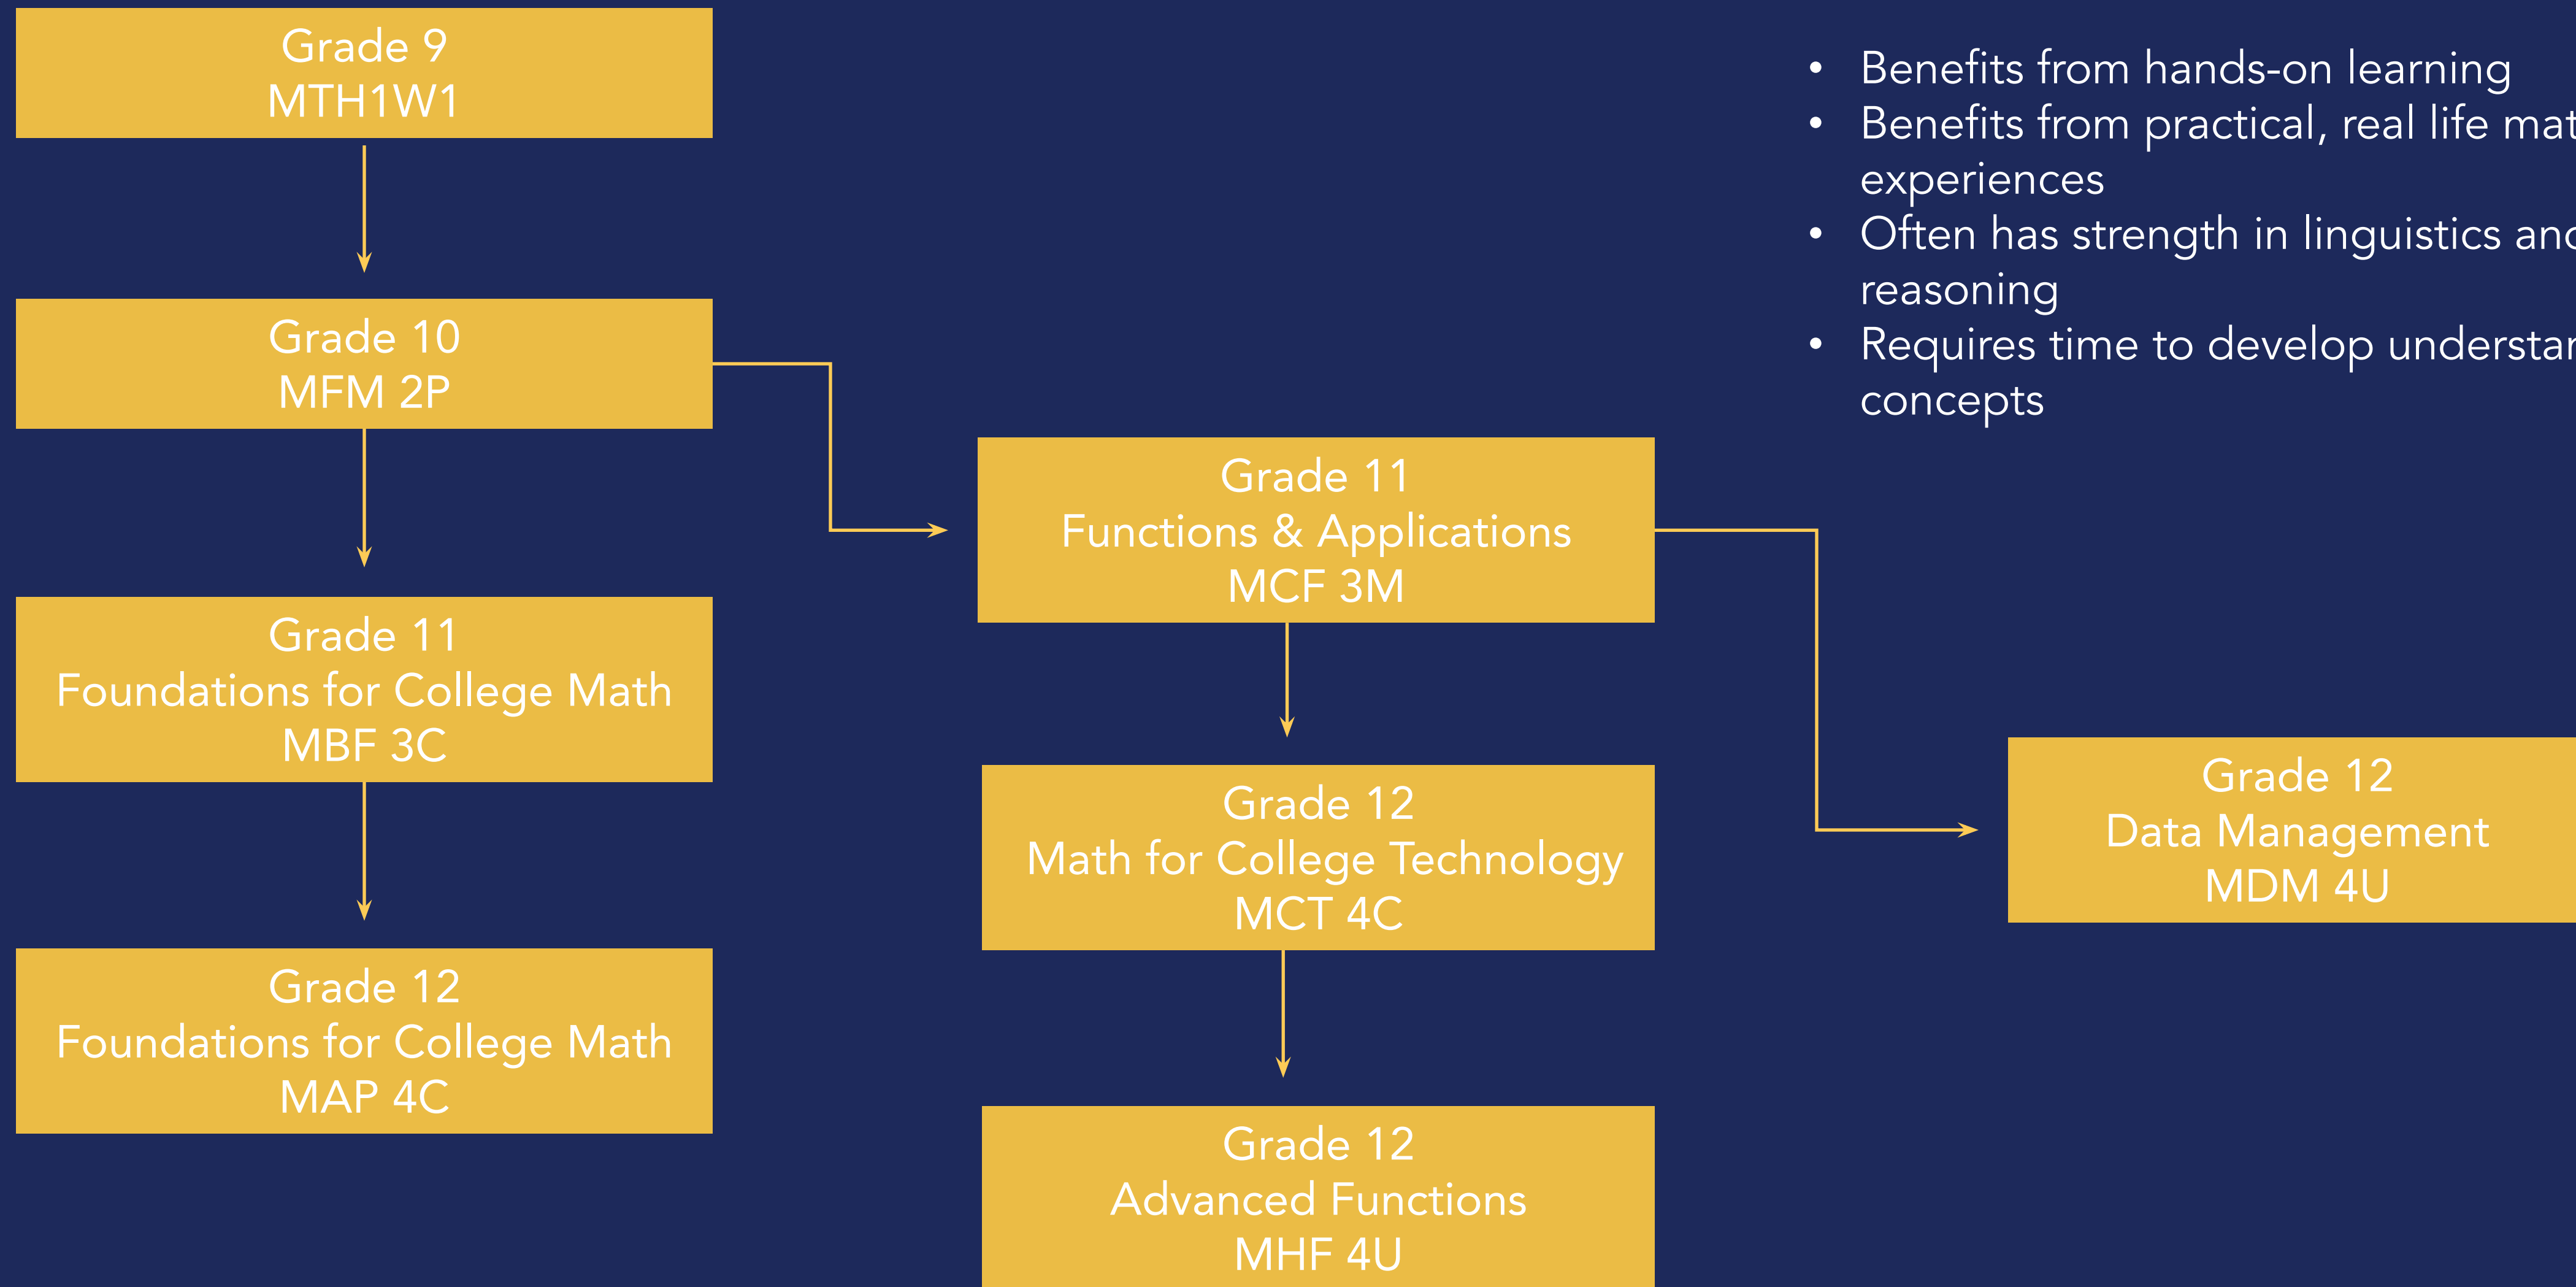 Grade 9
MTH1W1
Grade 10
MFM 2P
Grade 11
Foundations for College Math
MBF 3C
Grade 12
Foundations for College Math
MAP 4C
Grade 11
Functions & Applications
MCF 3M
Grade 12
Math for College Technology
MCT 4C
Grade 12
Advanced Functions
MHF 4U
• Benefits from hands-on learning
• Benefits from practical, real life
experiences
• Often has strength in linguistics
reasoning
• Requires time to develop
concepts
Grade 12
Data Management
MDM 4U